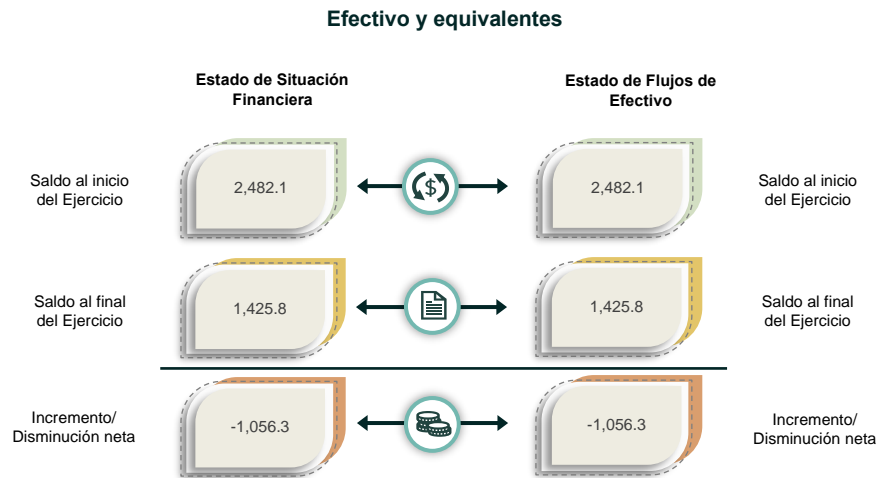 Efectivo y equivalentes
Estado de Situación
Financiera
Estado de Flujos de
Efectivo
Saldo al inicio
del Ejercicio
2,482.1
$
2,482.1
Saldo al inicio
del Ejercicio
Saldo al final
del Ejercicio
1,425.8
1,425.8
Saldo al final
del Ejercicio
Incremento/
Disminución neta
-1,056.3
-1,056.3
Incremento/
Disminución neta